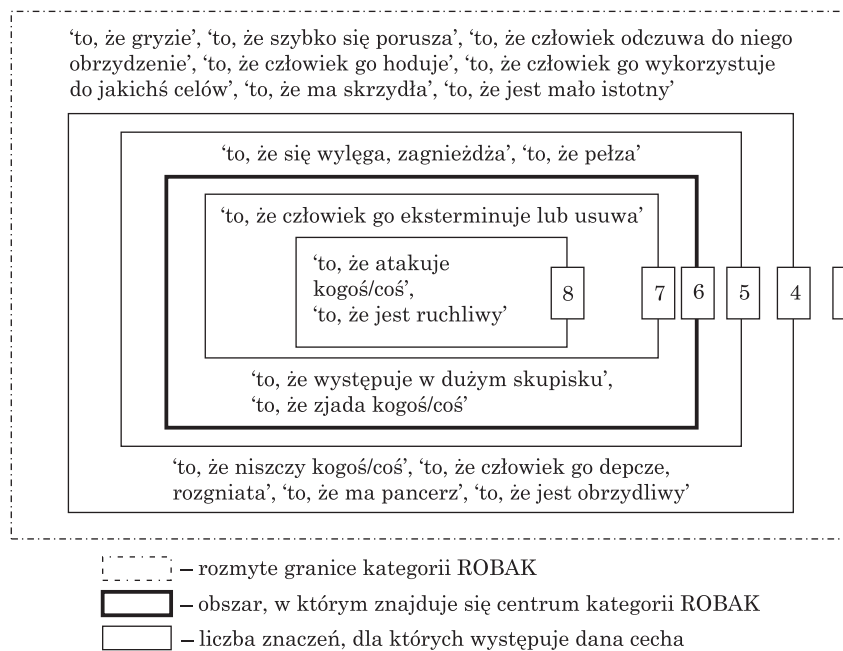 ‘to, że gryzie’, ‘to, że szybko się porusza’, ‘to, że człowiek odczuwa do niego
obrzydzenie’, ‘to, że człowiek go hoduje’, ‘to, że człowiek go wykorzystuje
do jakichś celów’, ‘to, że ma skrzydła’, ‘to, że jest mało istotny’
‘to, że się wylęga, zagnieżdża’, ‘to, że pełza’
‘to, że człowiek go eksterminuje lub usuwa’
‘to, że atakuje
kogoś/coś’,
‘to, że jest ruchliwy’
8 7 6 5 4
‘to, że występuje w dużym skupisku’,
‘to, że zjada kogoś/coś’
‘to, że niszczy kogoś/coś’, ‘to, że człowiek go depcze,
rozgniata’, ‘to, że ma pancerz’, ‘to, że jest obrzydliwy’
– rozmyte granice kategorii ROBAK
– obszar, w którym znajduje się centrum kategorii ROBAK
– liczba znaczeń, dla których występuje dana cecha